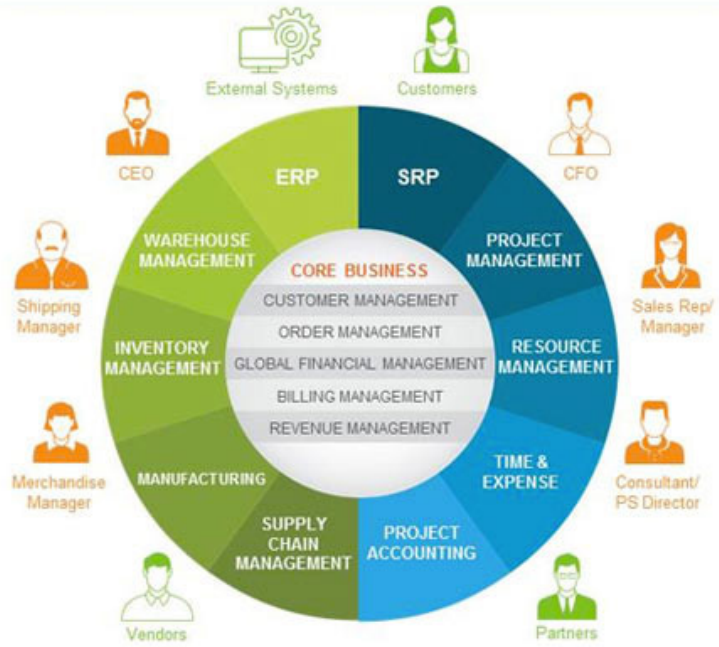 External Systems
Customers
CEO
CFO
ERP
SRP
WAREHOUSE
MANAGEMENT
PROJECT
MANAGEMENT
CORE BUSINESS
CUSTOMER MANAGEMENT
ORDER MANAGEMENT
GLOBAL FINANCIAL MANAGEMENT
BILLING MANAGEMENT
REVENUE MANAGEMENT
Shipping
Manager
Sales Rep/
Manager
INVENTORY
MANAGEMENT
RESOURCE
MANAGEMENT
Merchandise
Manager
MANUFACTURING
TIME &
EXPENSE
Consultant/
PS Director
SUPPLY
CHAIN
MANAGEMENT
PROJECT
ACCOUNTING
Vendors
Partners